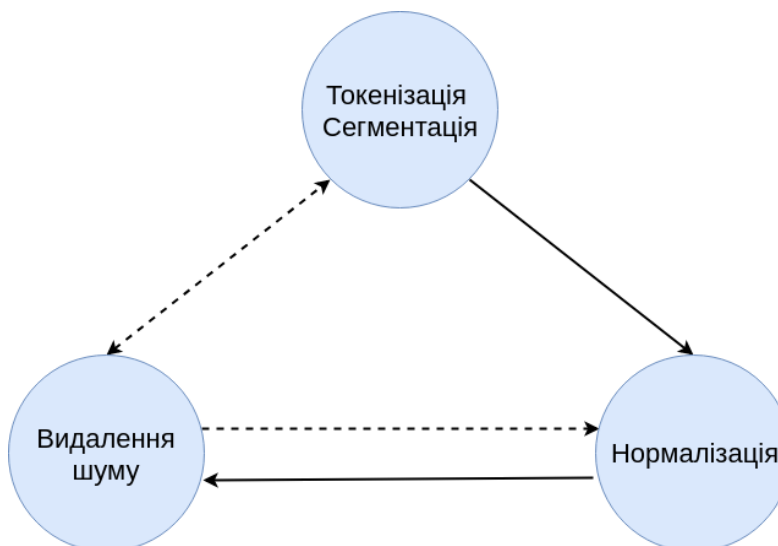 Токенізація
Сегментація
Видалення
шуму
Нормалізація